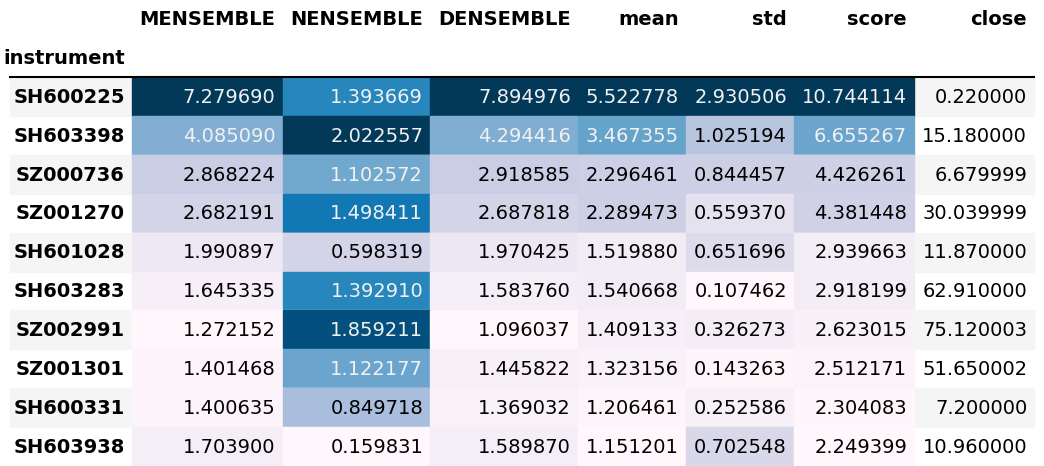 MENSEMBLE NENSEMBLE DENSEMBLE mean std score close
instrument
SH600225 7.279690 1.393669 7.894976 5.522778 2.930506 10.744114 0.220000
SH603398 4.085090 2.022557 4.294416 3.467355 1.025194 6.655267 15.180000
SZ000736 2.868224 1.102572 2.918585 2.296461 0.844457 4.426261 6.679999
SZ001270 2.682191 1.498411 2.687818 2.289473 0.559370 4.381448 30.039999
SH601028 1.990897 0.598319 1.970425 1.519880 0.651696 2.939663 11.870000
SH603283 1.645335 1.392910 1.583760 1.540668 0.107462 2.918199 62.910000
SZ002991 1.272152 1.859211 1.096037 1.409133 0.326273 2.623015 75.120003
SZ001301 1.401468 1.122177 1.445822 1.323156 0.143263 2.512171 51.650002
SH600331 1.400635 0.849718 1.369032 1.206461 0.252586 2.304083 7.200000
SH603938 1.703900 0.159831 1.589870 1.151201 0.702548 2.249399 10.960000